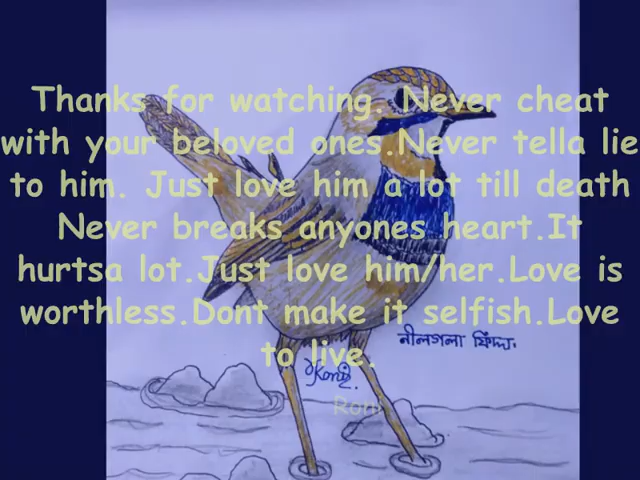 Thanks for watching. Never cheat
with your beloved ones.Never tella lie
to him. Just love him a lot till death
Never breaks anyones heart.It
hurtsa lot.Just love him/her.Love is
worthless.Dont make it selfish.Love
to live.
নীলগলা ফিদ্দা.